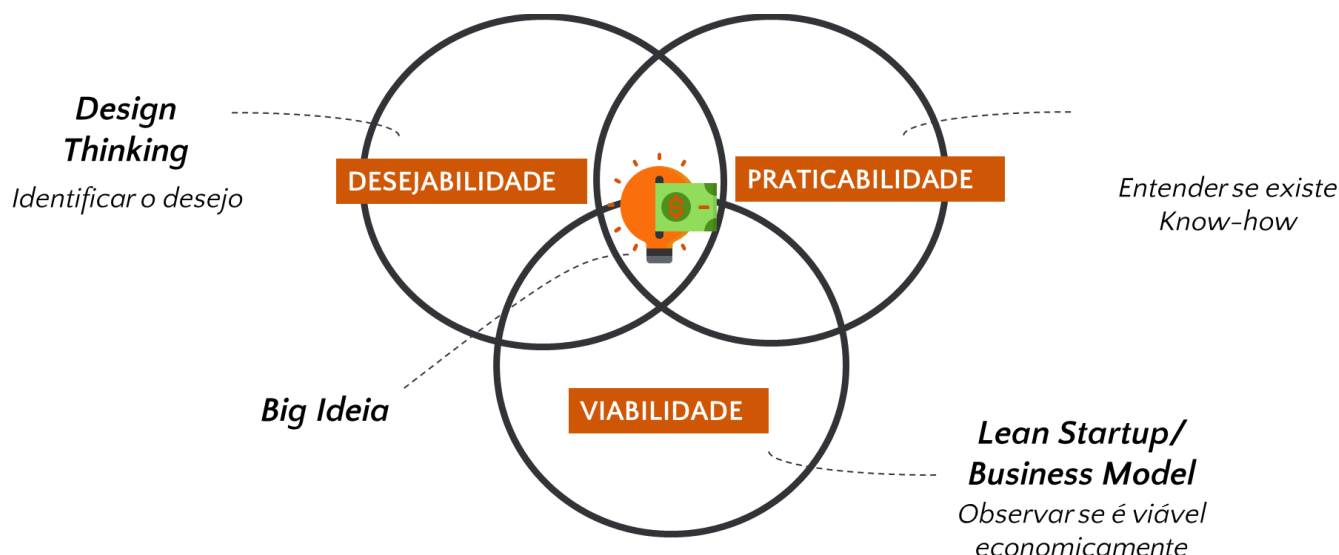 Design
Thinking
Identificar o desejo
DESEJABILIDADE
PRATICABILIDADE
Entender se existe
Know-how
$
Big Ideia
VIABILIDADE
Lean Startup/
Business Model
Observar se é viável
economicamente